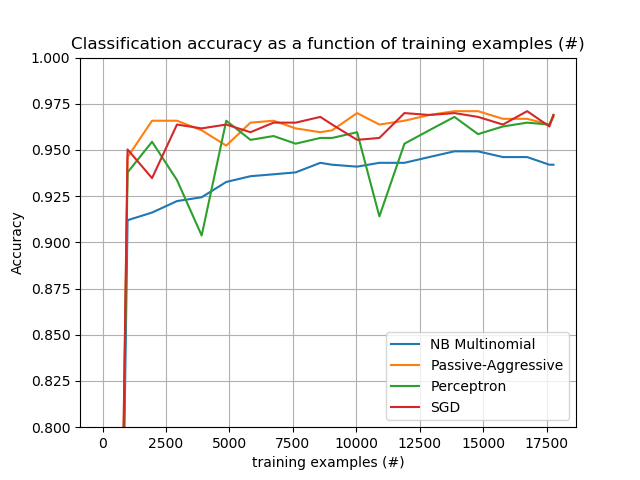 Classification accuracy as a function of training examples (#)
1.000
0.975
0.950
0.925
0.900
0.875
0.850
0.825
0.800
Accuracy
NB Multinomial
Passive-Aggressive
Perceptron
SGD
0 2500 5000 7500 10000 12500 15000 17500
training examples (#)